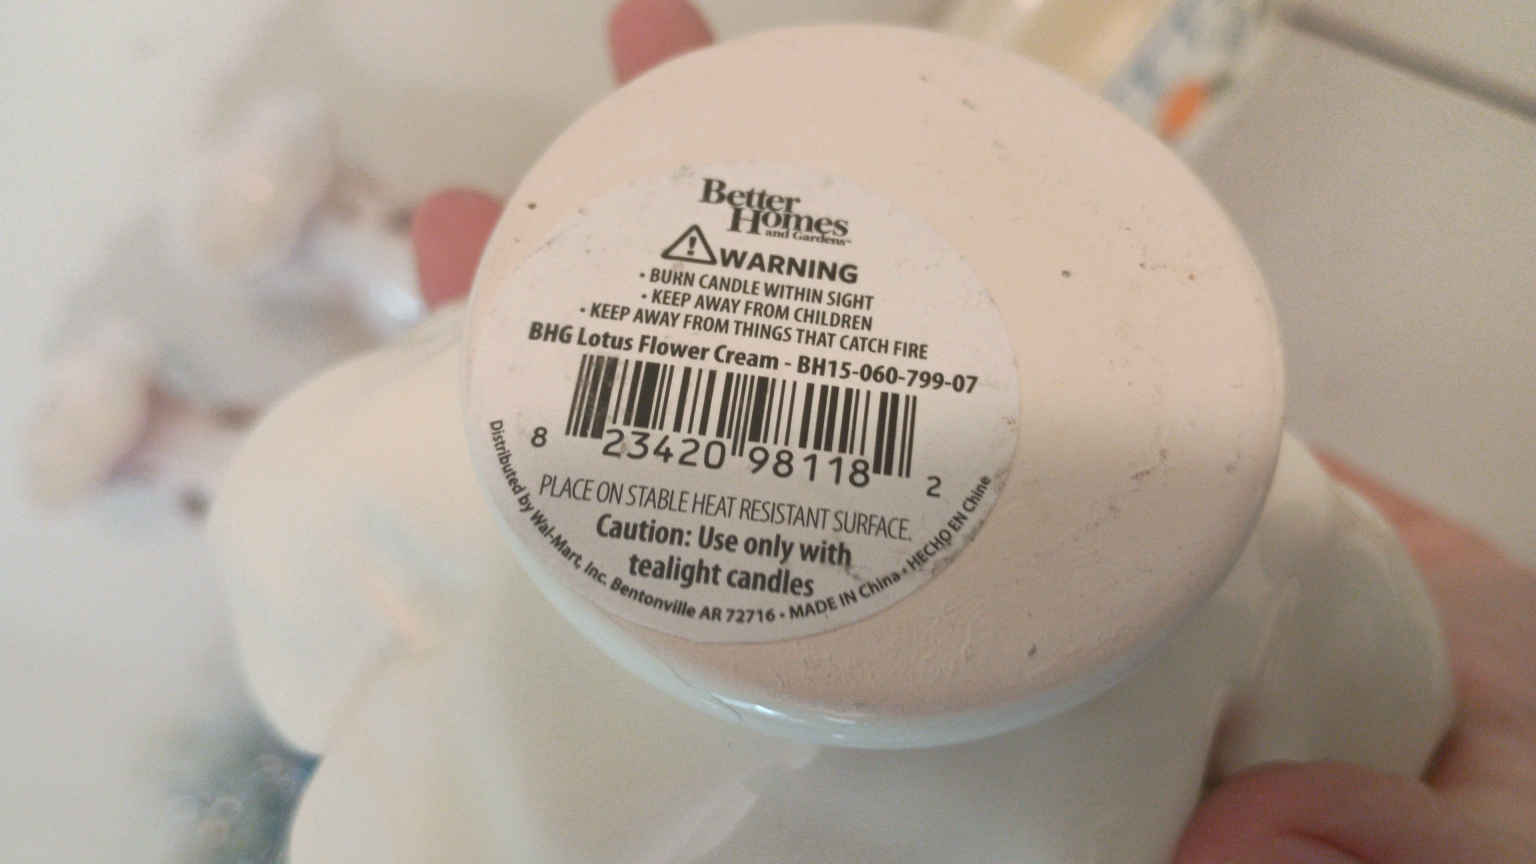 Better
Homes
and Gardens™
WARNING
• BURN CANDLE WITHIN SIGHT
• KEEP AWAY FROM CHILDREN
• KEEP AWAY FROM THINGS THAT CATCH FIRE
BHG Lotus Flower Cream - BH15-060-799-07
8 23420 98118 2
PLACE ON STABLE HEAT RESISTANT SURFACE.
Caution: Use only with
tealight candles
Distributed by Wal-Mart, Inc. Bentonville AR 72716 • MADE IN China • HECHO EN Chine